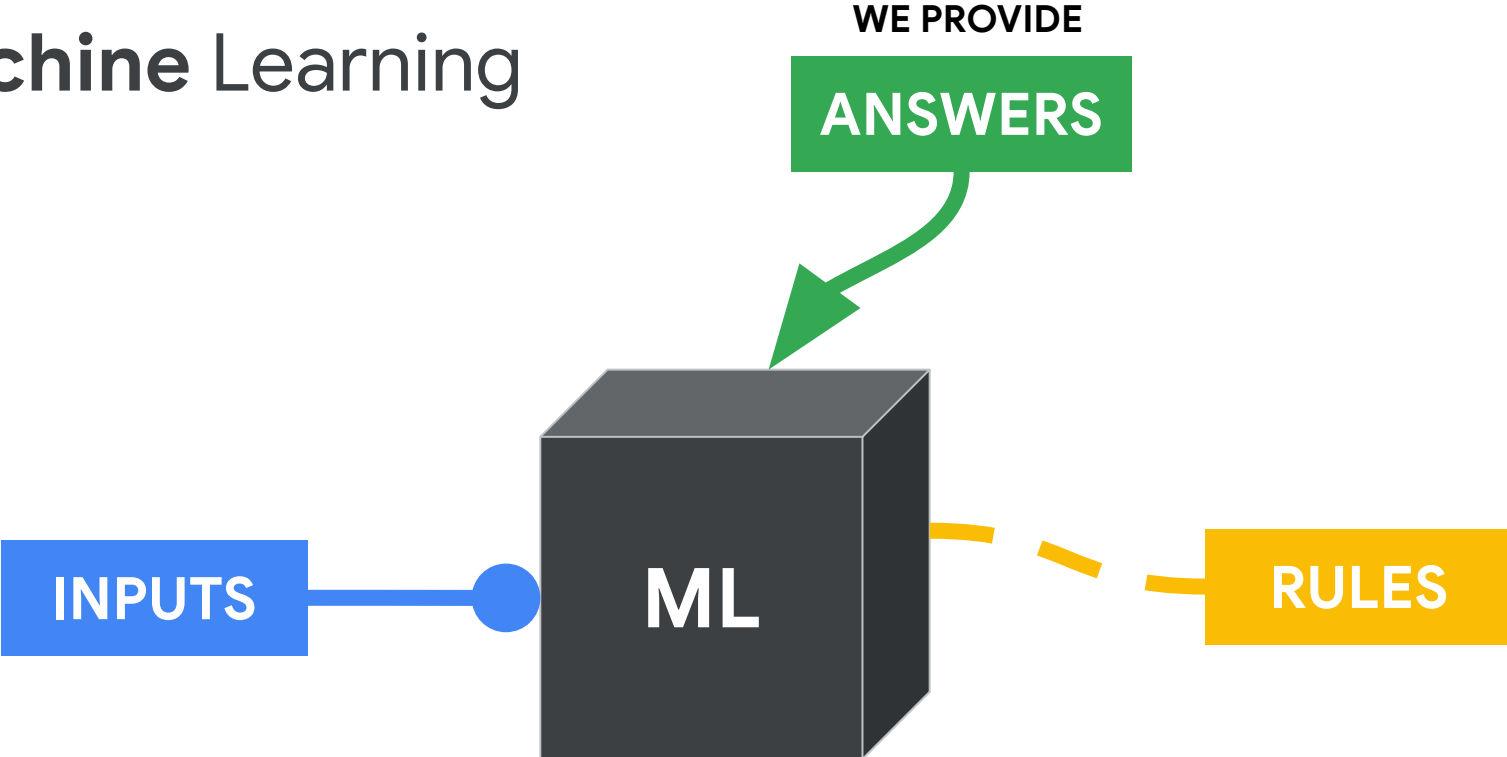 chine Learning
WE PROVIDE
ANSWERS
INPUTS
ML
RULES